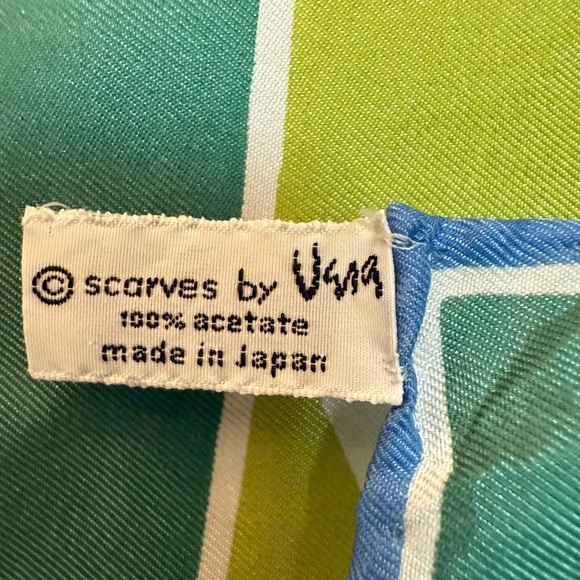 © scarves by Vera
100% acetate
made in Japan